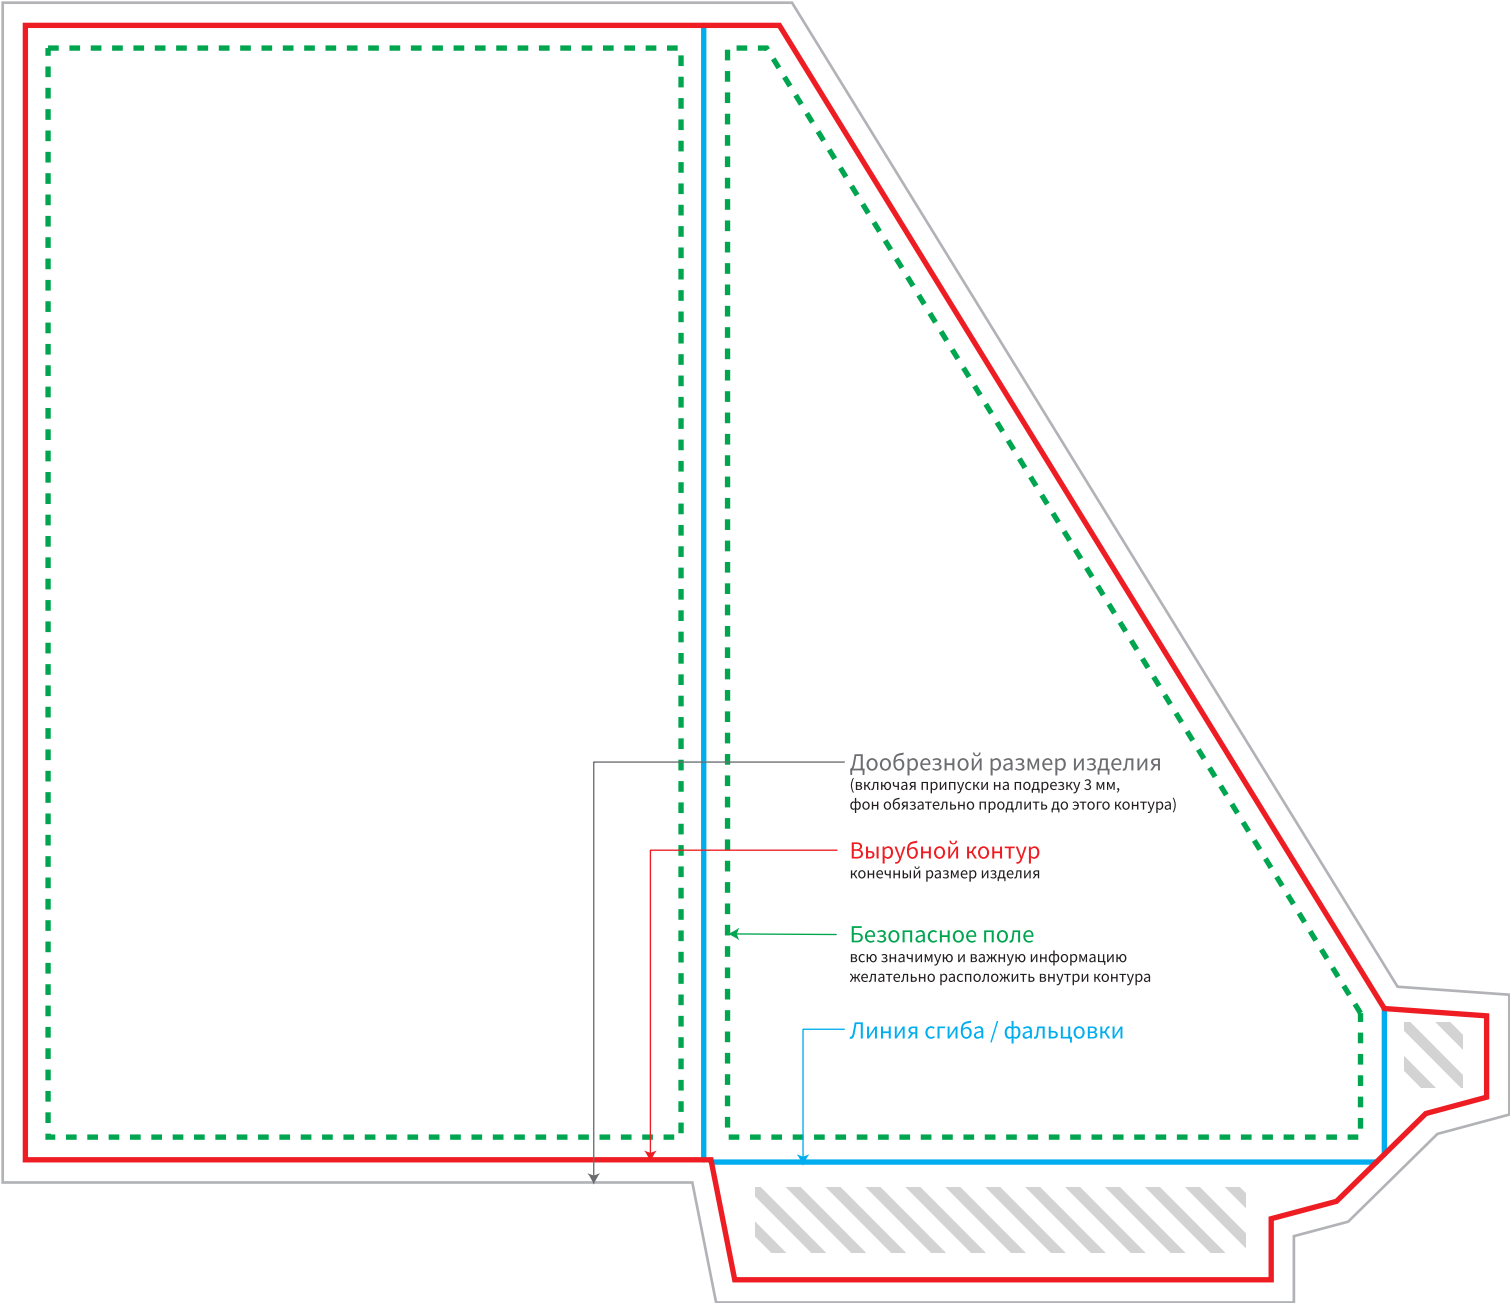 Дообрезной размер изделия
(включая припуски на подрезку 3 мм,
фон обязательно продлить до этого контура)
Вырубной контур
конечный размер изделия
Безопасное поле
всю значимую и важную информацию
желательно расположить внутри контура
Линия сгиба / фальцовки